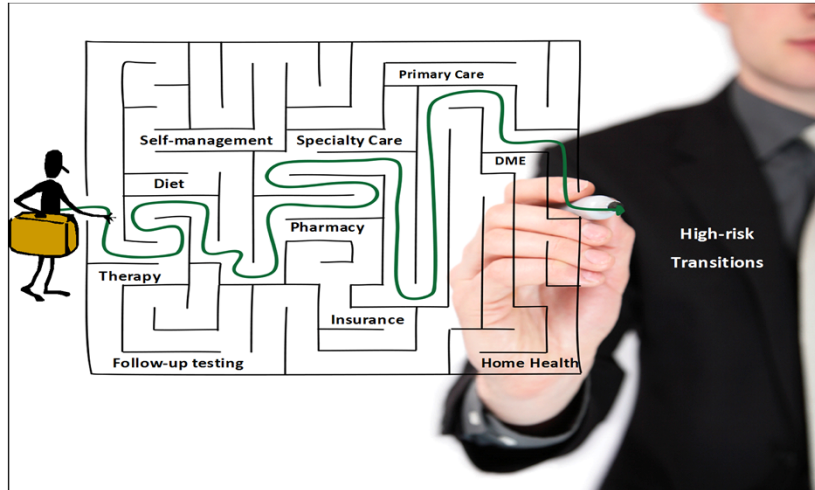 Primary Care
Self-management
Specialty Care
DME
Diet
Pharmacy
High-risk
Transitions
Therapy
Insurance
Follow-up testing
Home Health